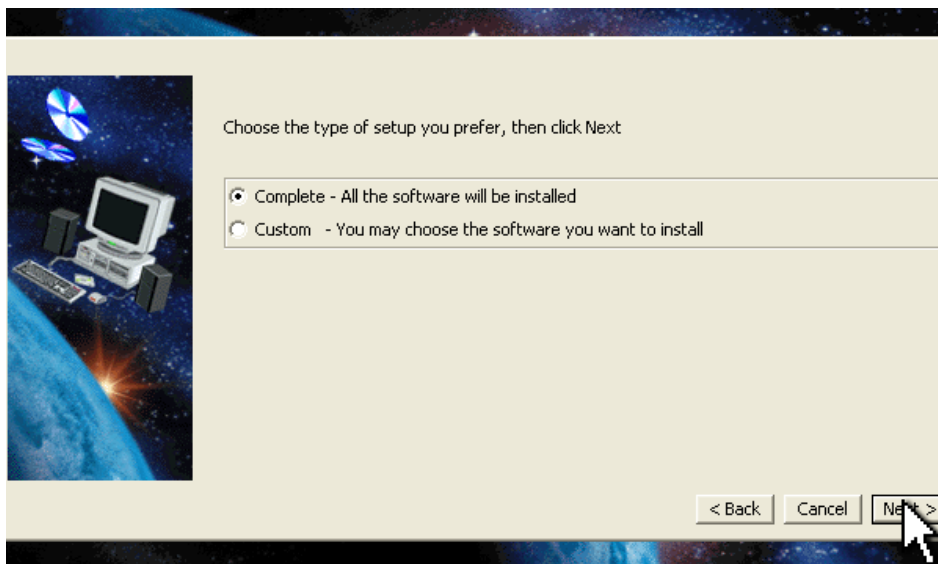 Choose the type of setup you prefer, then click Next
Complete - All the software will be installed
Custom - You may choose the software you want to install
< Back Cancel Next >